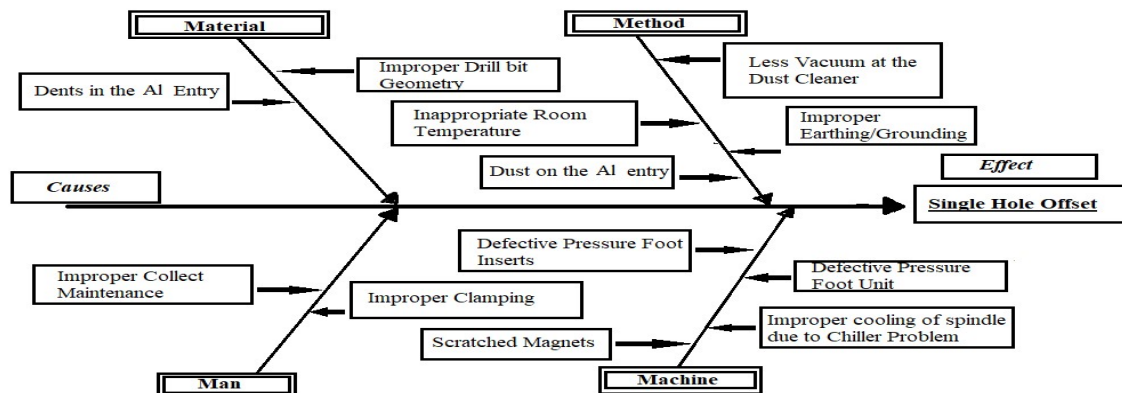 Material
Method
Improper Drill bit
Geometry
Dents in the Al Entry
Less Vacuum at the
Dust Cleaner
Inappropriate Room
Temperature
Improper
Earthing/Grounding
Dust on the Al entry
Causes
Effect
Single Hole Offset
Defective Pressure Foot
Inserts
Improper Collect
Maintenance
Defective Pressure
Foot Unit
Improper Clamping
Improper cooling of spindle
due to Chiller Problem
Scratched Magnets
Man
Machine